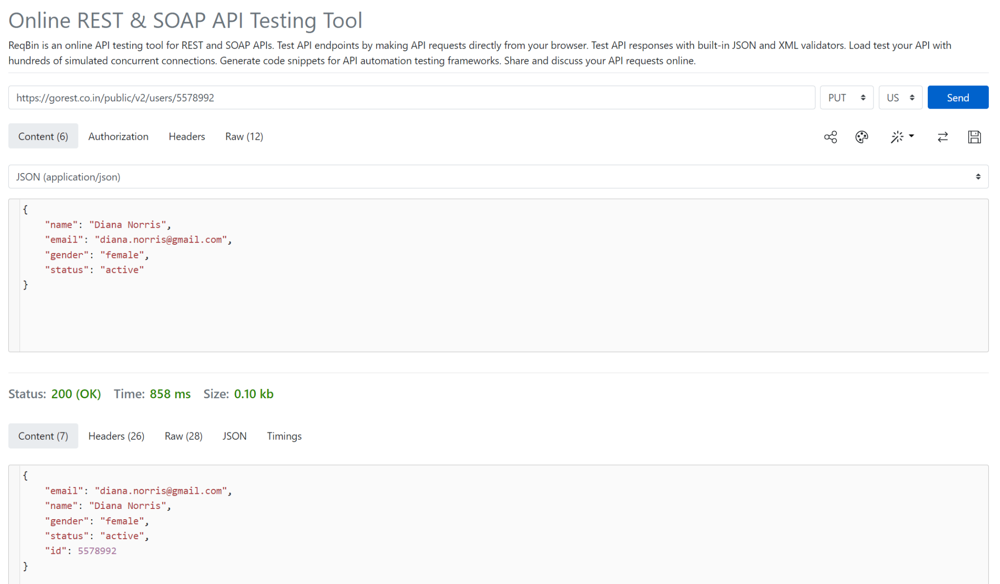 Online REST & SOAP API Testing Tool
ReqBin is an online API testing tool for REST and SOAP APIs. Test API endpoints by making API requests directly from your browser. Test API responses with built-in JSON and XML validators. Load test your API with
hundreds of simulated concurrent connections. Generate code snippets for API automation testing frameworks. Share and discuss your API requests online.
https://gorest.co.in/public/v2/users/5578992 PUT US Send
Content (6) Authorization Headers Raw (12)
JSON (application/json)
{
    "name": "Diana Norris",
    "email": "diana.norris@gmail.com",
    "gender": "female",
    "status": "active"
}
Status: 200 (OK) Time: 858 ms Size: 0.10 kb
Content (7) Headers (26) Raw (28) JSON Timings
{
    "email": "diana.norris@gmail.com",
    "name": "Diana Norris",
    "gender": "female",
    "status": "active",
    "id": 5578992
}